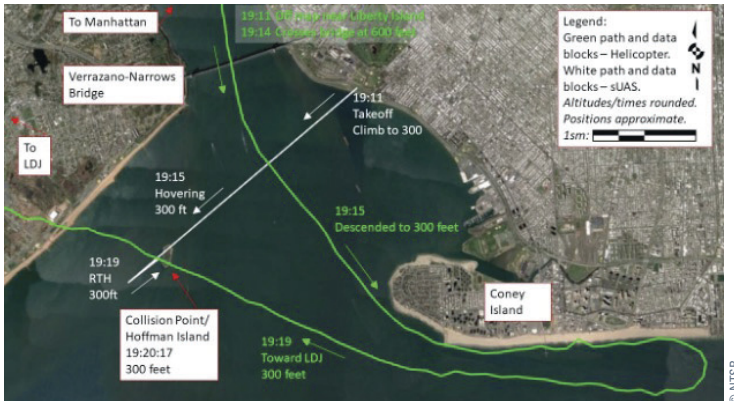 19:11 UH map near Liberty Island
19:14 Crosses Bridge at 600 feet
To Manhattan
Verrazano-Narrows
Bridge
To
LDJ
19:11
Takeoff
Climb to 300
19:15
Hovering
300 ft
19:15
Descended to 300 feet
19:19
RTH
300ft
Collision Point/
Hoffman Island
19:20:17
300 feet
19:19
Toward LDJ
300 feet
Coney
Island
Legend:
Green path and data
blocks – Helicopter.
White path and data
blocks – sUAS.
Altitudes/times rounded.
Positions approximate.
1sm:
N
© NTSB